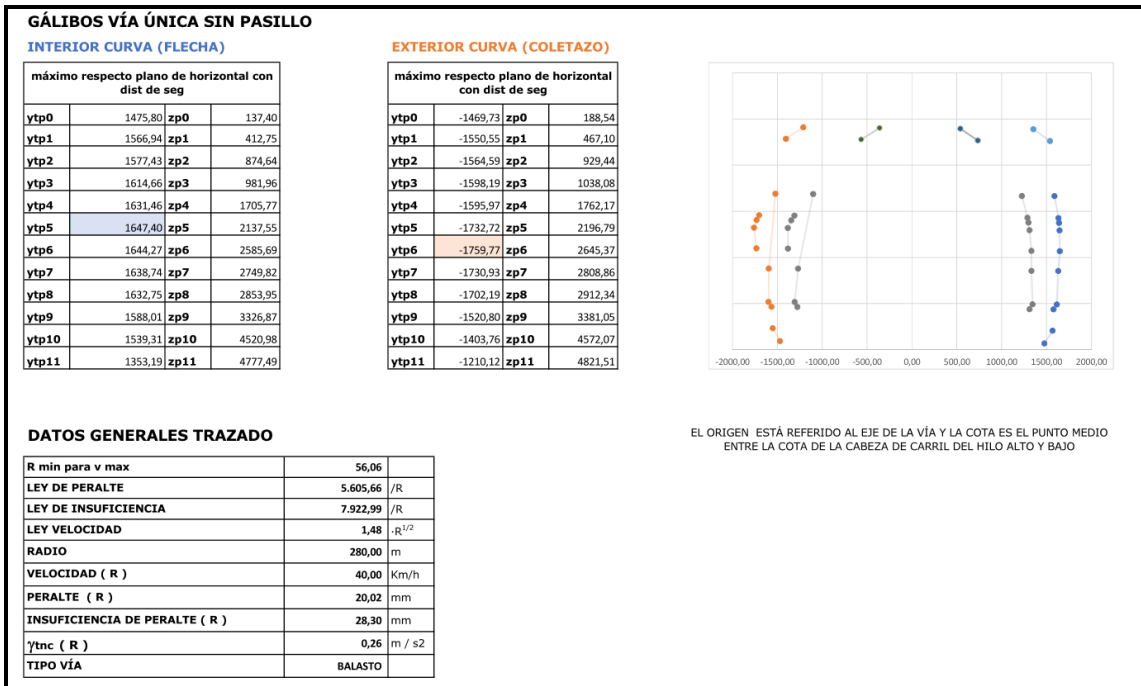 GÁLIBOS VÍA ÚNICA SIN PASILLO
INTERIOR CURVA (FLECHA)
máximo respecto plano de horizontal con
dist de seg
ytp0 1475,80 zp0 137,40
ytp1 1566,94 zp1 412,75
ytp2 1577,43 zp2 874,64
ytp3 1614,66 zp3 981,96
ytp4 1631,46 zp4 1705,77
ytp5 1647,40 zp5 2137,55
ytp6 1644,27 zp6 2585,69
ytp7 1638,74 zp7 2749,82
ytp8 1632,75 zp8 2853,95
ytp9 1588,01 zp9 3326,87
ytp10 1539,31 zp10 4520,98
ytp11 1353,19 zp11 4777,49
EXTERIOR CURVA (COLETAZO)
máximo respecto plano de horizontal
con dist de seg
ytp0 -1469,73 zp0 188,54
ytp1 -1550,55 zp1 467,10
ytp2 -1564,59 zp2 929,44
ytp3 -1598,19 zp3 1038,08
ytp4 -1595,97 zp4 1762,17
ytp5 -1732,72 zp5 2196,79
ytp6 -1759,77 zp6 2645,37
ytp7 -1730,93 zp7 2808,86
ytp8 -1702,19 zp8 2912,34
ytp9 -1520,80 zp9 3381,05
ytp10 -1403,76 zp10 4572,07
ytp11 -1210,12 zp11 4821,51
-2000,00 -1500,00 -1000,00 -500,00 0,00 500,00 1000,00 1500,00 2000,00
EL ORIGEN ESTÁ REFERIDO AL EJE DE LA VÍA Y LA COTA ES EL PUNTO MEDIO
ENTRE LA COTA DE LA CABEZA DE CARRIL DEL HILO ALTO Y BAJO
DATOS GENERALES TRAZADO
R min para v max 56,06
LEY DE PERALTE 5.605,66 /R
LEY DE INSUFICIENCIA 7.922,99 /R
LEY VELOCIDAD 1,48 ·R^1/2
RADIO 280,00 m
VELOCIDAD ( R ) 40,00 Km/h
PERALTE ( R ) 20,02 mm
INSUFICIENCIA DE PERALTE ( R ) 28,30 mm
γtnc ( R ) 0,26 m / s2
TIPO VÍA BALASTO